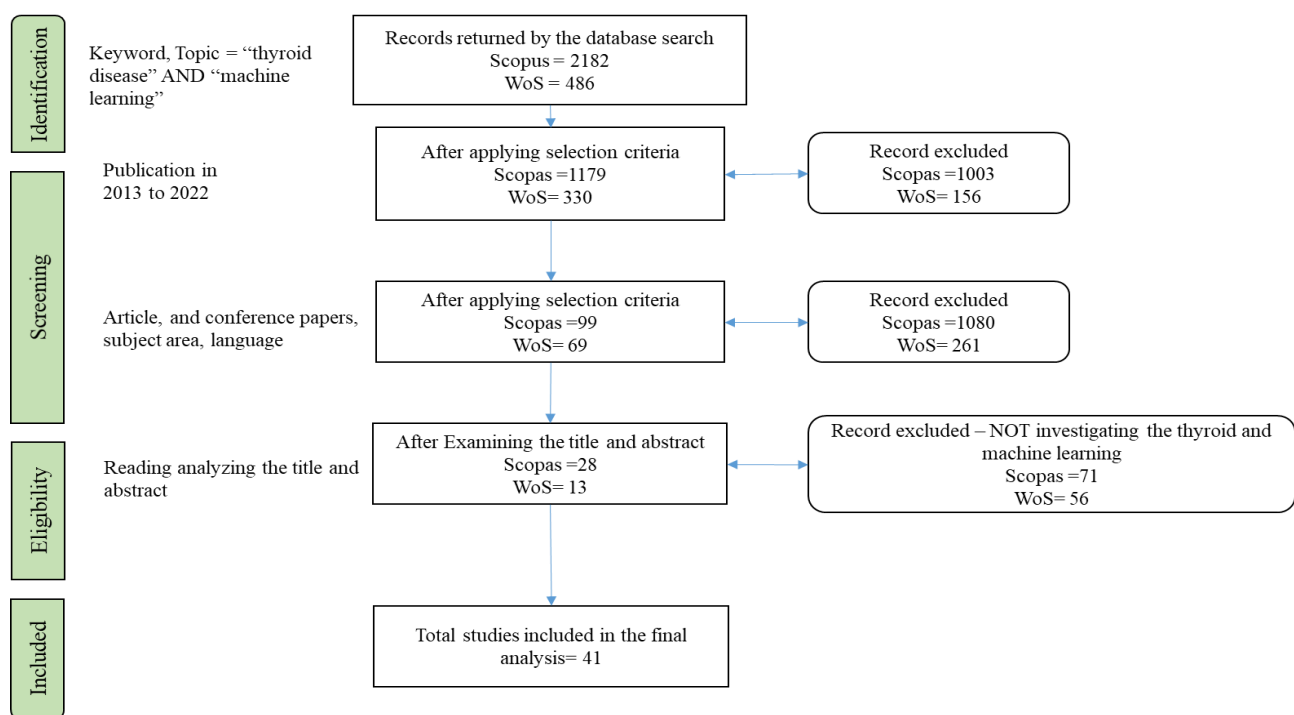 Identification
Keyword, Topic = “thyroid
disease” AND “machine
learning”
Records returned by the database search
Scopus = 2182
WoS = 486
Screening
Publication in
2013 to 2022
After applying selection criteria
Scopas =1179
WoS= 330
Record excluded
Scopas =1003
WoS= 156
Article, and conference papers,
subject area, language
After applying selection criteria
Scopas =99
WoS= 69
Record excluded
Scopas =1080
WoS= 261
Eligibility
Reading analyzing the title and
abstract
After Examining the title and abstract
Scopas=28
WoS= 13
Record excluded – NOT investigating the thyroid and
machine learning
Scopas =71
WoS= 56
Included
Total studies included in the final
analysis= 41